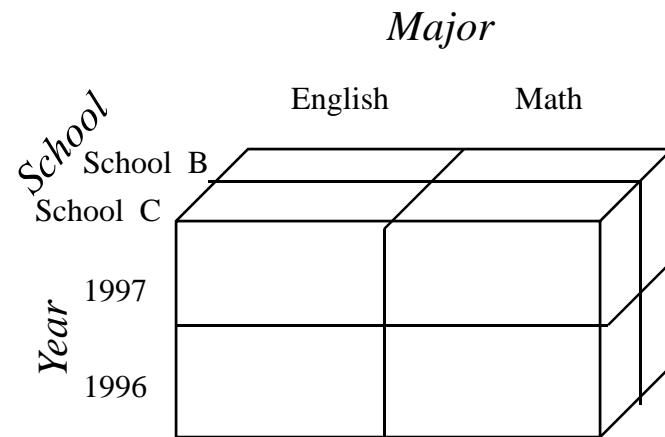 Major
English Math
School
School B
School C
Year
1997
1996